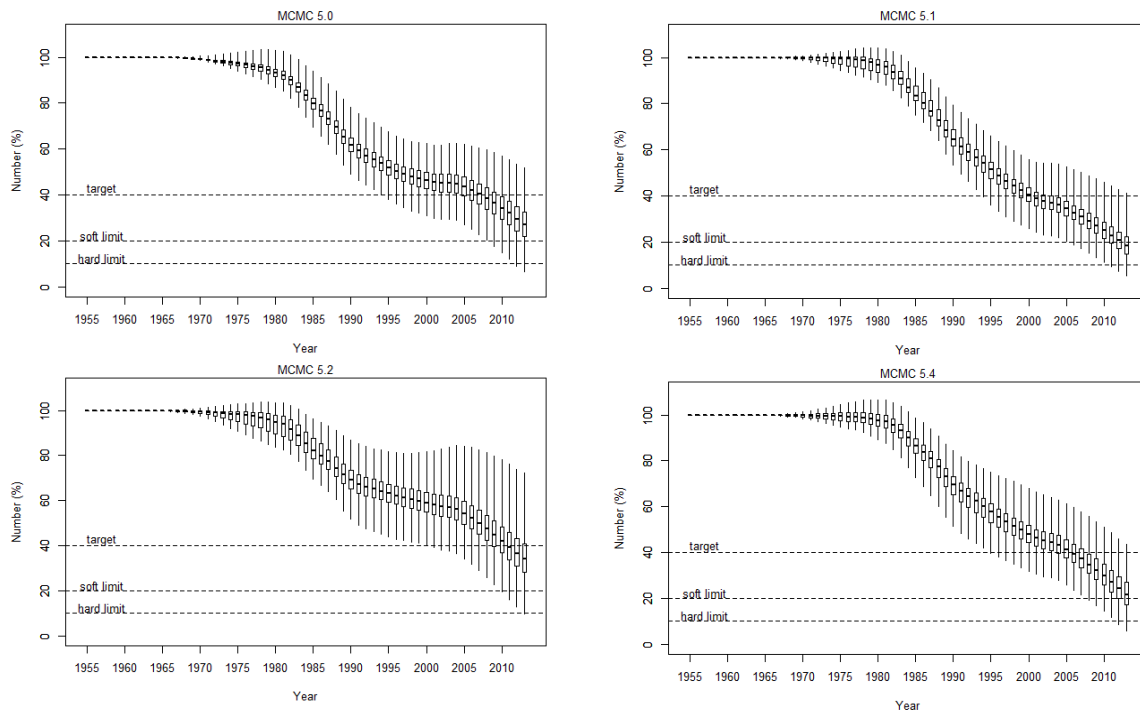 MCMC 5.0
Number (%)
100
80
60
40
20
0
target
soft limit
hard limit
1955 1960 1965 1970 1975 1980 1985 1990 1995 2000 2005 2010
Year
MCMC 5.1
Number (%)
100
80
60
40
20
0
target
soft limit
hard limit
1955 1960 1965 1970 1975 1980 1985 1990 1995 2000 2005 2010
Year
MCMC 5.2
Number (%)
100
80
60
40
20
0
target
soft limit
hard limit
1955 1960 1965 1970 1975 1980 1985 1990 1995 2000 2005 2010
Year
MCMC 5.4
Number (%)
100
80
60
40
20
0
target
soft limit
hard limit
1955 1960 1965 1970 1975 1980 1985 1990 1995 2000 2005 2010
Year